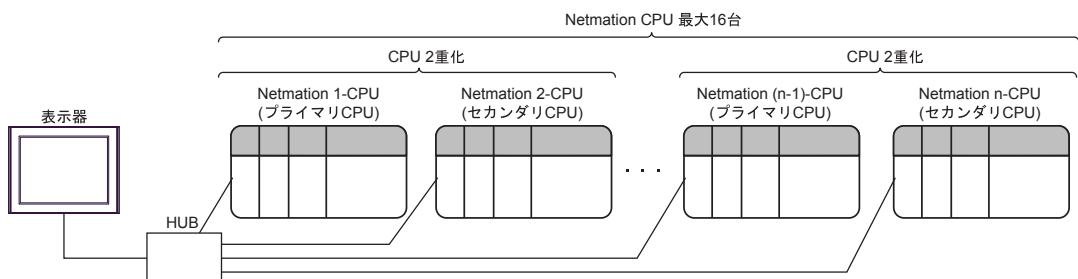 Netmation CPU 最大16台
CPU 2重化
CPU 2重化
Netmation 1-CPU
(プライマリCPU)
Netmation 2-CPU
(セカンダリCPU)
Netmation (n-1)-CPU
(プライマリCPU)
Netmation n-CPU
(セカンダリCPU)
表示器
. . .
HUB